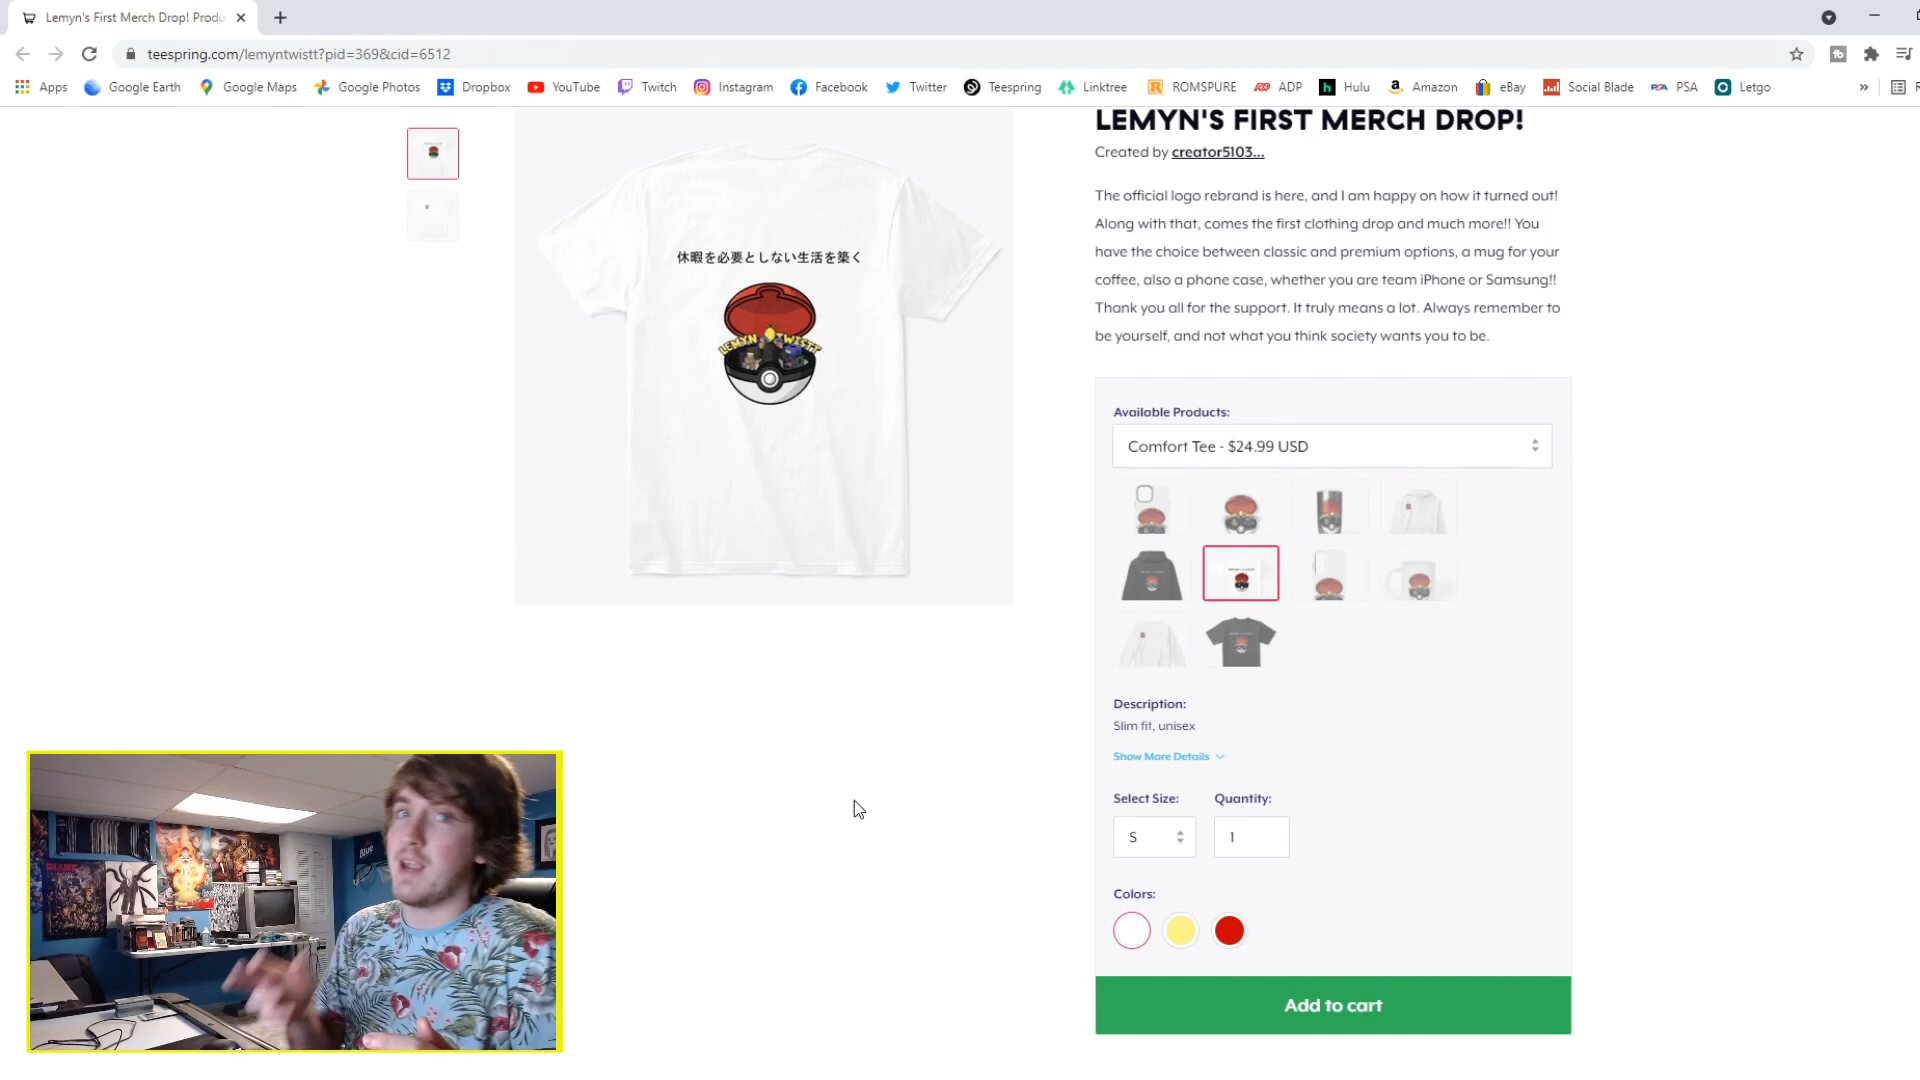 Lemyn's First Merch Drop! Produ
teespring.com/lemyntwistt?pid=369&cid=6512
Apps Google Earth Google Maps Google Photos Dropbox YouTube Twitch Instagram Facebook Twitter Teespring Linktree ROMSPURE ADP Hulu Amazon eBay Social Blade PSA Letgo »
LEMYN'S FIRST MERCH DROP!
Created by creator5103...
The official logo rebrand is here, and I am happy on how it turned out!
Along with that, comes the first clothing drop and much more!! You
have the choice between classic and premium options, a mug for your
coffee, also a phone case, whether you are team iPhone or Samsung!!
Thank you all for the support. It truly means a lot. Always remember to
be yourself, and not what you think society wants you to be.
休暇を必要としない生活を築く
LEMYN TWISTT
Available Products:
Comfort Tee - $24.99 USD
Description:
Slim fit, unisex
Show More Details
Select Size: Quantity:
S 1
Colors:
Add to cart
Blue